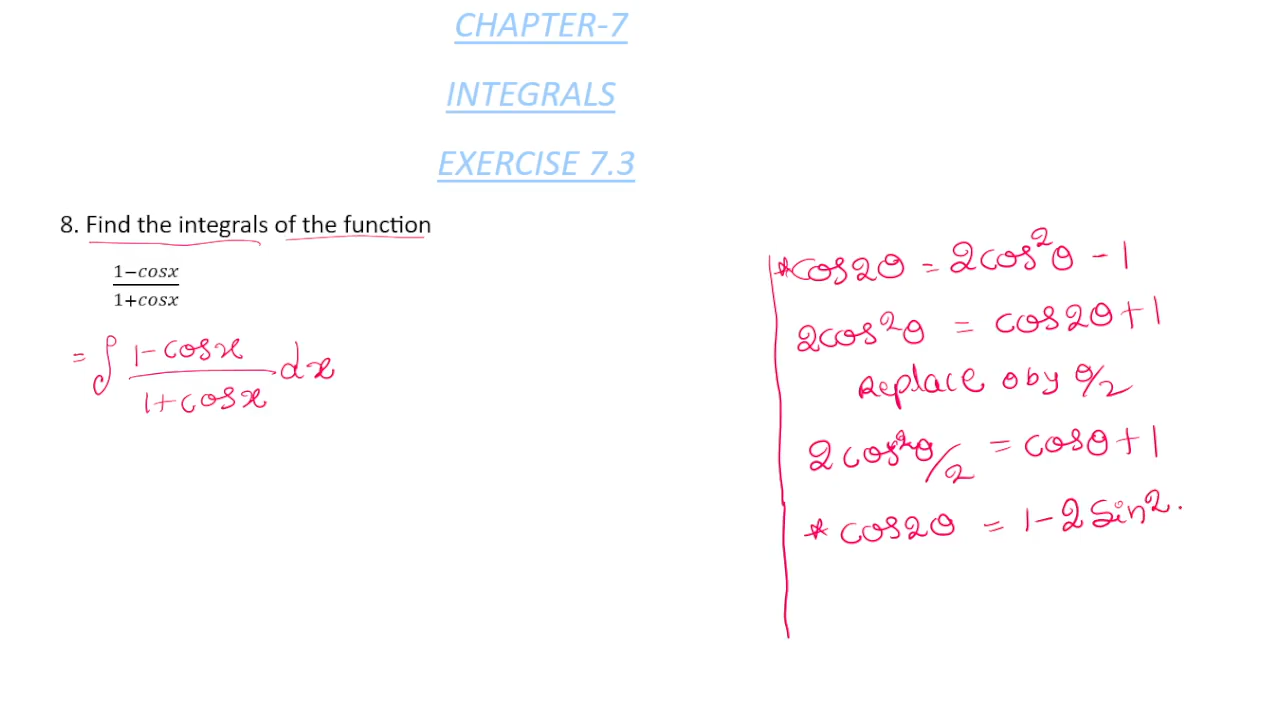 CHAPTER-7
INTEGRALS
EXERCISE 7.3
8. Find the integrals of the function
1−cosx
1+cosx
= ∫ 1-cosx
1+cosx dx
*cos2θ = 2cos²θ - 1
2cos²θ = cos2θ+1
Replace θ by θ/2
2cos²θ/2 = cosθ+1
* cos2θ = 1-2Sin².